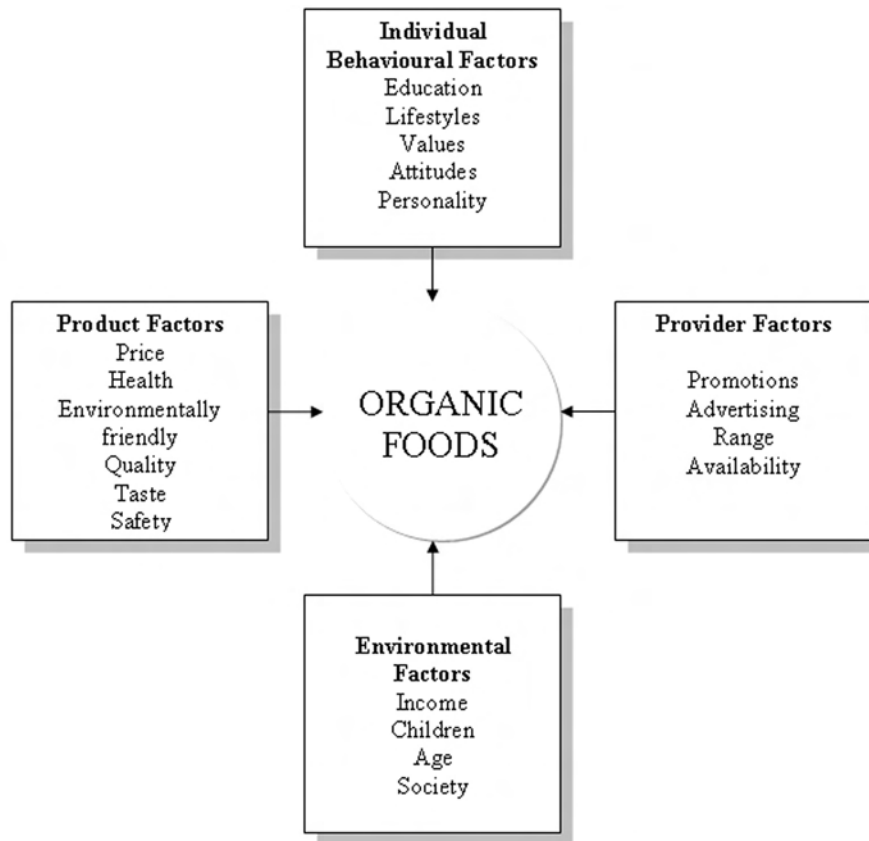 Individual
Behavioural Factors
Education
Lifestyles
Values
Attitudes
Personality
Product Factors
Price
Health
Environmentally
friendly
Quality
Taste
Safety
ORGANIC
FOODS
Provider Factors
Promotions
Advertising
Range
Availability
Environmental
Factors
Income
Children
Age
Society